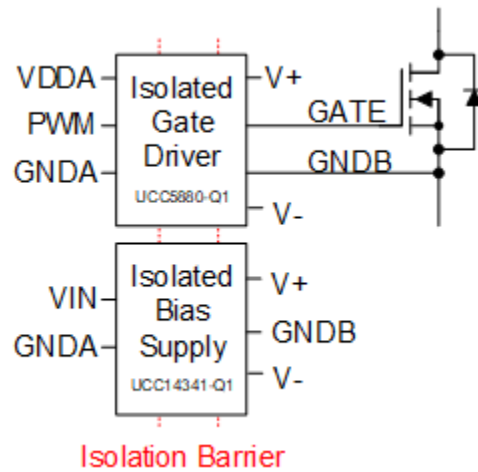 VDDA
PWM
GNDA
Isolated
Gate
Driver
UCC5880-Q1
V+
GATE
GNDB
V-
VIN
GNDA
Isolated
Bias
Supply
UCC14341-Q1
V+
GNDB
V-
Isolation Barrier